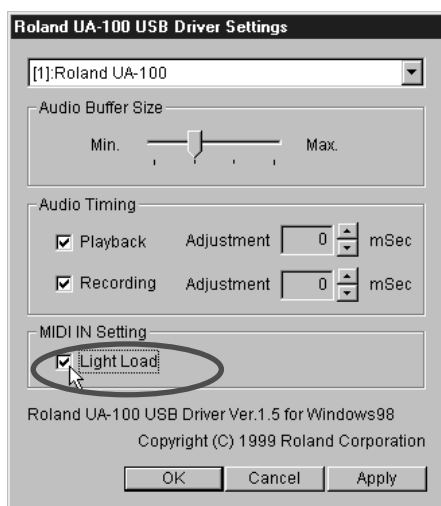 Roland UA-100 USB Driver Settings
[1]:Roland UA-100
Audio Buffer Size
Min. Max.
Audio Timing
Playback Adjustment 0 mSec
Recording Adjustment 0 mSec
MIDI IN Setting
Light Load
Roland UA-100 USB Driver Ver.1.5 for Windows98
Copyright (C) 1999 Roland Corporation
OK Cancel Apply